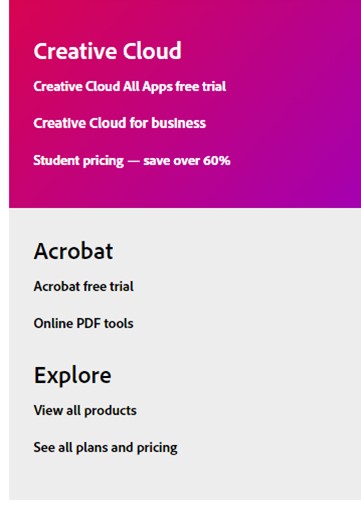 Creative Cloud
Creative Cloud All Apps free trial
Creative Cloud for business
Student pricing — save over 60%
Acrobat
Acrobat free trial
Online PDF tools
Explore
View all products
See all plans and pricing